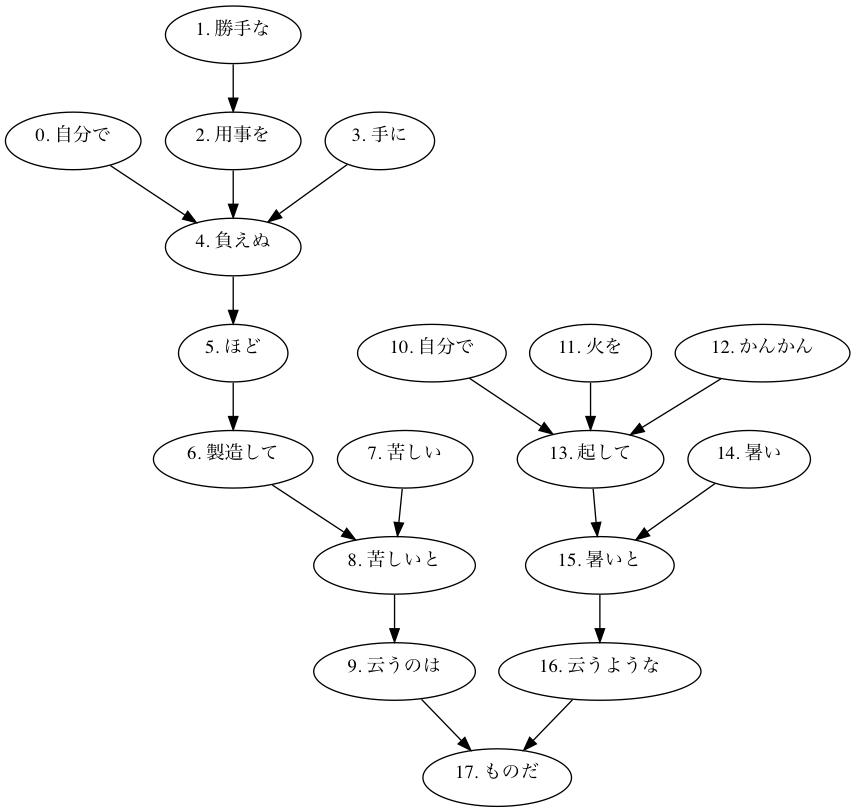 1. 勝手な
0. 自分で
2. 用事を
3. 手に
4. 負えぬ
5. ほど
10. 自分で
11. 火を
12. かんかん
6. 製造して
7. 苦しい
13. 起して
14. 暑い
8. 苦しいと
15. 暑いと
9. 云うのは
16. 云うような
17. ものだ